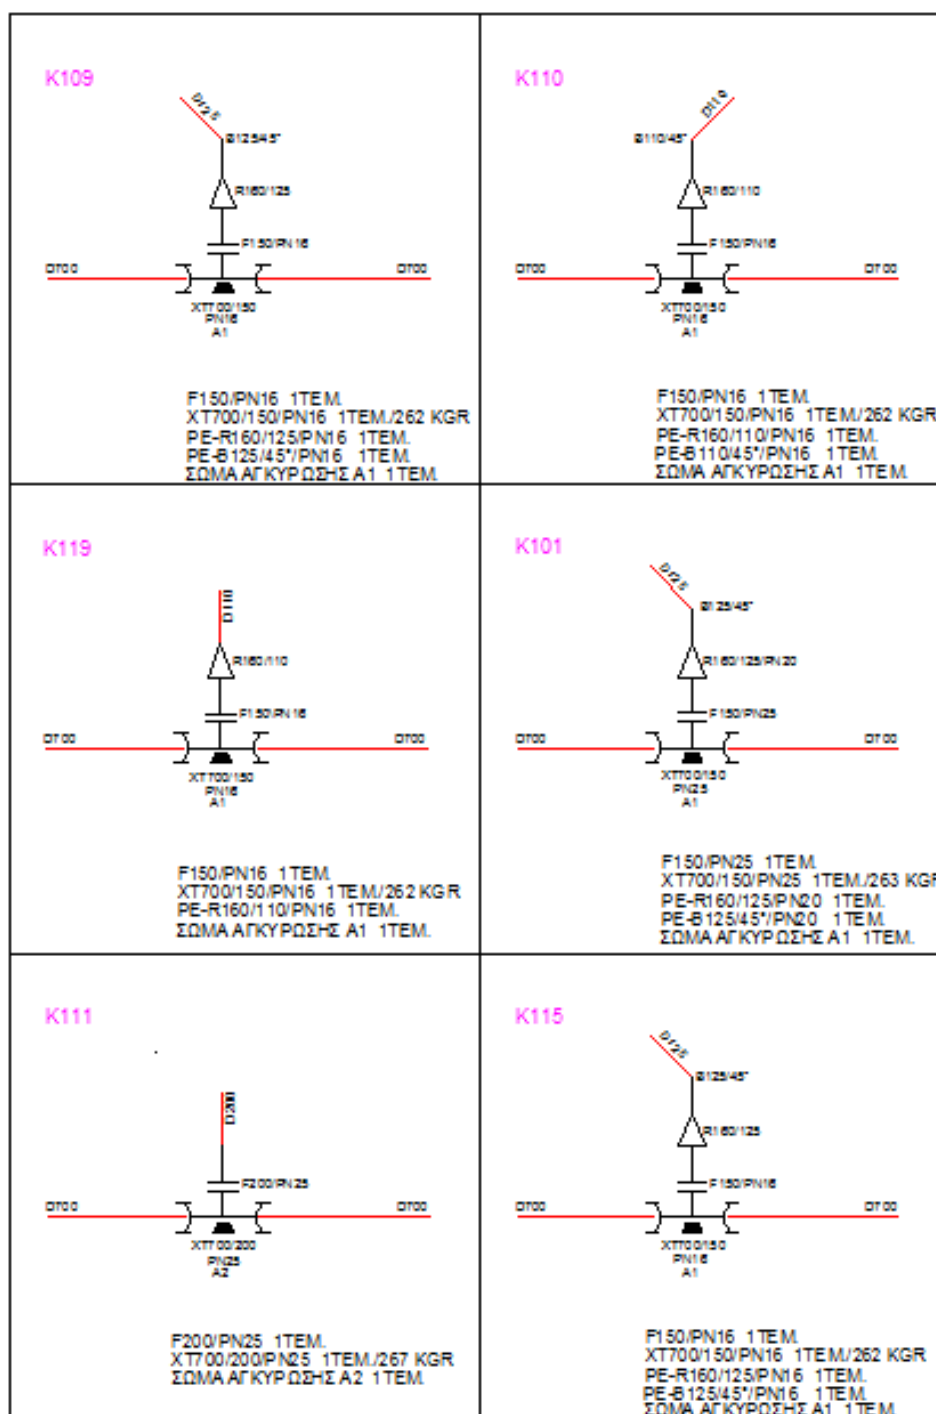 K109
D125
B125/45°
R160/125
F150/PN16
D700
D700
XT700/150
PN16
A1
F150/PN16 1TEM.
XT700/150/PN16 1TEM./262 KGR
PE-R160/125/PN16 1TEM.
PE-B125/45°/PN16 1TEM.
ΣΩΜΑ ΑΓΚΥΡΩΣΗΣ A1 1TEM.
K110
D110
B110/45°
R160/110
F150/PN16
D700
D700
XT700/150
PN16
A1
F150/PN16 1TEM.
XT700/150/PN16 1TEM./262 KGR
PE-R160/110/PN16 1TEM.
PE-B110/45°/PN16 1TEM.
ΣΩΜΑ ΑΓΚΥΡΩΣΗΣ A1 1TEM.
K119
D110
R160/110
F150/PN16
D700
D700
XT700/150
PN16
A1
F150/PN16 1TEM.
XT700/150/PN16 1TEM./262 KGR
PE-R160/110/PN16 1TEM.
ΣΩΜΑ ΑΓΚΥΡΩΣΗΣ A1 1TEM.
K101
D125
B125/45°
R160/125/PN20
F150/PN25
D700
D700
XT700/150
PN25
A1
F150/PN25 1TEM.
XT700/150/PN25 1TEM./263 KGR
PE-R160/125/PN20 1TEM.
PE-B125/45°/PN20 1TEM.
ΣΩΜΑ ΑΓΚΥΡΩΣΗΣ A1 1TEM.
K111
D200
F200/PN25
D700
D700
XT700/200
PN25
A2
F200/PN25 1TEM.
XT700/200/PN25 1TEM./267 KGR
ΣΩΜΑ ΑΓΚΥΡΩΣΗΣ A2 1TEM.
K115
D125
B125/45°
R160/125
F150/PN16
D700
D700
XT700/150
PN16
A1
F150/PN16 1TEM.
XT700/150/PN16 1TEM./262 KGR
PE-R160/125/PN16 1TEM.
PE-B125/45°/PN16 1TEM.
ΣΩΜΑ ΑΓΚΥΡΩΣΗΣ A1 1TEM.